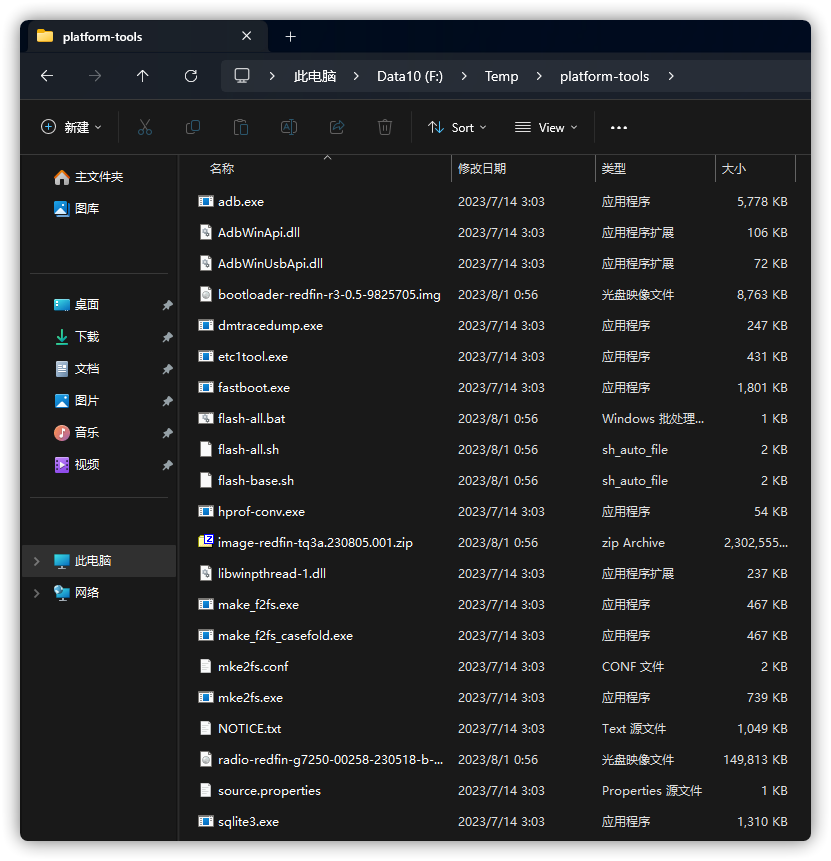 platform-tools
此电脑 Data10 (F:) Temp platform-tools
新建 Sort View
名称 修改日期 类型 大小
主文件夹
图库
桌面
下载
文档
图片
音乐
视频
此电脑
网络
adb.exe 2023/7/14 3:03 应用程序 5,778 KB
AdbWinApi.dll 2023/7/14 3:03 应用程序扩展 106 KB
AdbWinUsbApi.dll 2023/7/14 3:03 应用程序扩展 72 KB
bootloader-redfin-r3-0.5-9825705.img 2023/8/1 0:56 光盘映像文件 8,763 KB
dmtracedump.exe 2023/7/14 3:03 应用程序 247 KB
etc1tool.exe 2023/7/14 3:03 应用程序 431 KB
fastboot.exe 2023/7/14 3:03 应用程序 1,801 KB
flash-all.bat 2023/8/1 0:56 Windows 批处理... 1 KB
flash-all.sh 2023/8/1 0:56 sh_auto_file 2 KB
flash-base.sh 2023/8/1 0:56 sh_auto_file 2 KB
hprof-conv.exe 2023/7/14 3:03 应用程序 54 KB
image-redfin-tq3a.230805.001.zip 2023/8/1 0:56 zip Archive 2,302,555...
libwinpthread-1.dll 2023/7/14 3:03 应用程序扩展 237 KB
make_f2fs.exe 2023/7/14 3:03 应用程序 467 KB
make_f2fs_casefold.exe 2023/7/14 3:03 应用程序 467 KB
mke2fs.conf 2023/7/14 3:03 CONF 文件 2 KB
mke2fs.exe 2023/7/14 3:03 应用程序 739 KB
NOTICE.txt 2023/7/14 3:03 Text 源文件 1,049 KB
radio-redfin-g7250-00258-230518-b-... 2023/8/1 0:56 光盘映像文件 149,813 KB
source.properties 2023/7/14 3:03 Properties 源文件 1 KB
sqlite3.exe 2023/7/14 3:03 应用程序 1,310 KB